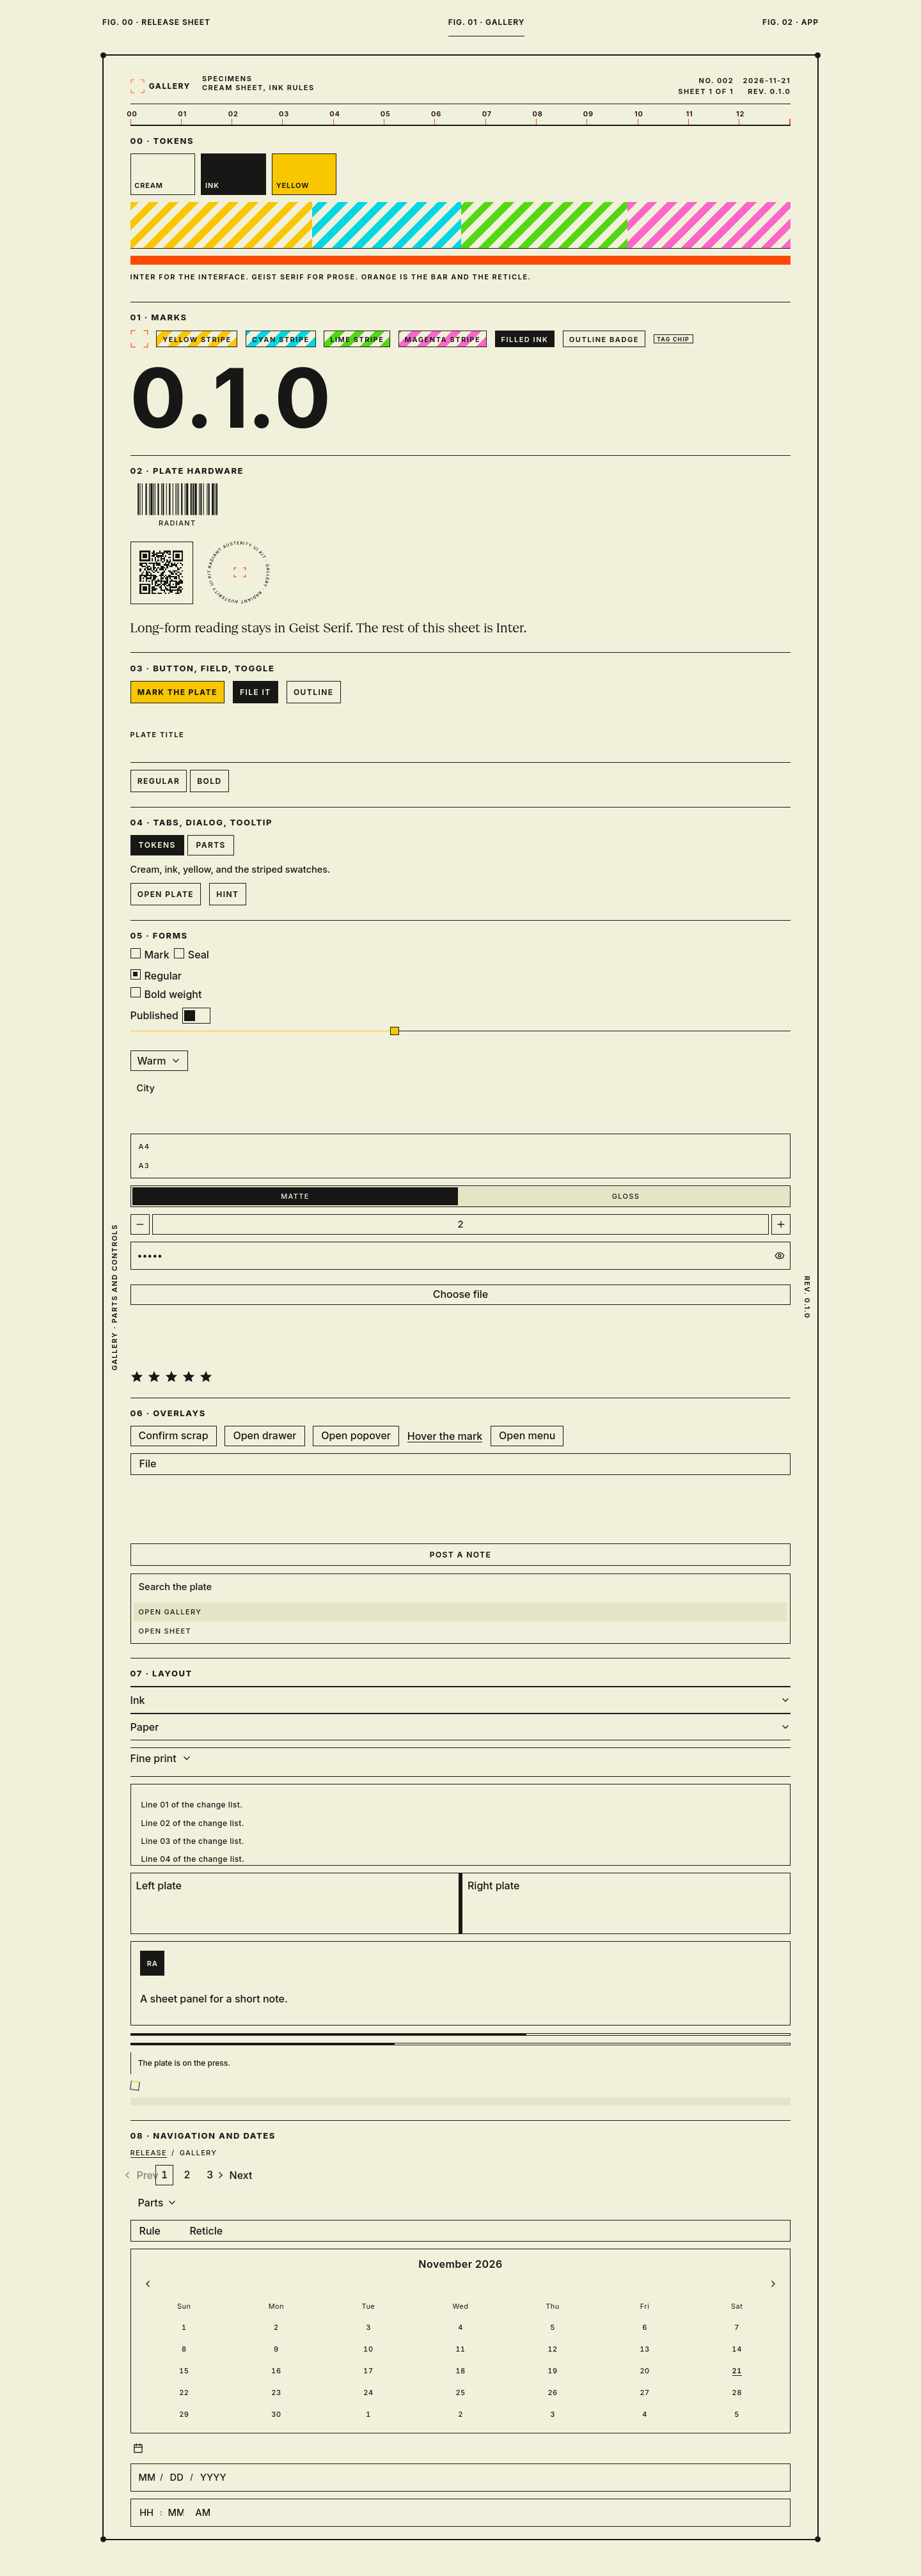 FIG. 00 · RELEASE SHEET
FIG. 01 · GALLERY
FIG. 02 · APP
GALLERY
SPECIMENS
CREAM SHEET, INK RULES
NO. 002 2026-11-21
SHEET 1 OF 1 REV. 0.1.0
00 01 02 03 04 05 06 07 08 09 10 11 12
00 · TOKENS
CREAM
INK
YELLOW
INTER FOR THE INTERFACE. GEIST SERIF FOR PROSE. ORANGE IS THE BAR AND THE RETICLE.
01 · MARKS
YELLOW STRIPE
CYAN STRIPE
LIME STRIPE
MAGENTA STRIPE
FILLED INK
OUTLINE BADGE
TAG CHIP
0.1.0
02 · PLATE HARDWARE
RADIANT
RADIANT AUSTERITY UI KIT · GALLERY · RADIANT AUSTERITY UI KIT
Long-form reading stays in Geist Serif. The rest of this sheet is Inter.
03 · BUTTON, FIELD, TOGGLE
MARK THE PLATE
FILE IT
OUTLINE
PLATE TITLE
REGULAR
BOLD
04 · TABS, DIALOG, TOOLTIP
TOKENS
PARTS
Cream, ink, yellow, and the striped swatches.
OPEN PLATE
HINT
05 · FORMS
Mark
Seal
Regular
Bold weight
Published
Warm
City
A4
A3
MATTE
GLOSS
2
•••••
Choose file
GALLERY · PARTS AND CONTROLS
REV. 0.1.0
06 · OVERLAYS
Confirm scrap
Open drawer
Open popover
Hover the mark
Open menu
File
POST A NOTE
Search the plate
OPEN GALLERY
OPEN SHEET
07 · LAYOUT
Ink
Paper
Fine print
Line 01 of the change list.
Line 02 of the change list.
Line 03 of the change list.
Line 04 of the change list.
Left plate
Right plate
RA
A sheet panel for a short note.
The plate is on the press.
08 · NAVIGATION AND DATES
RELEASE / GALLERY
Prev 1 2 3 Next
Parts
Rule
Reticle
November 2026
Sun Mon Tue Wed Thu Fri Sat
1 2 3 4 5 6 7
8 9 10 11 12 13 14
15 16 17 18 19 20 21
22 23 24 25 26 27 28
29 30 1 2 3 4 5
MM / DD / YYYY
HH : MM AM